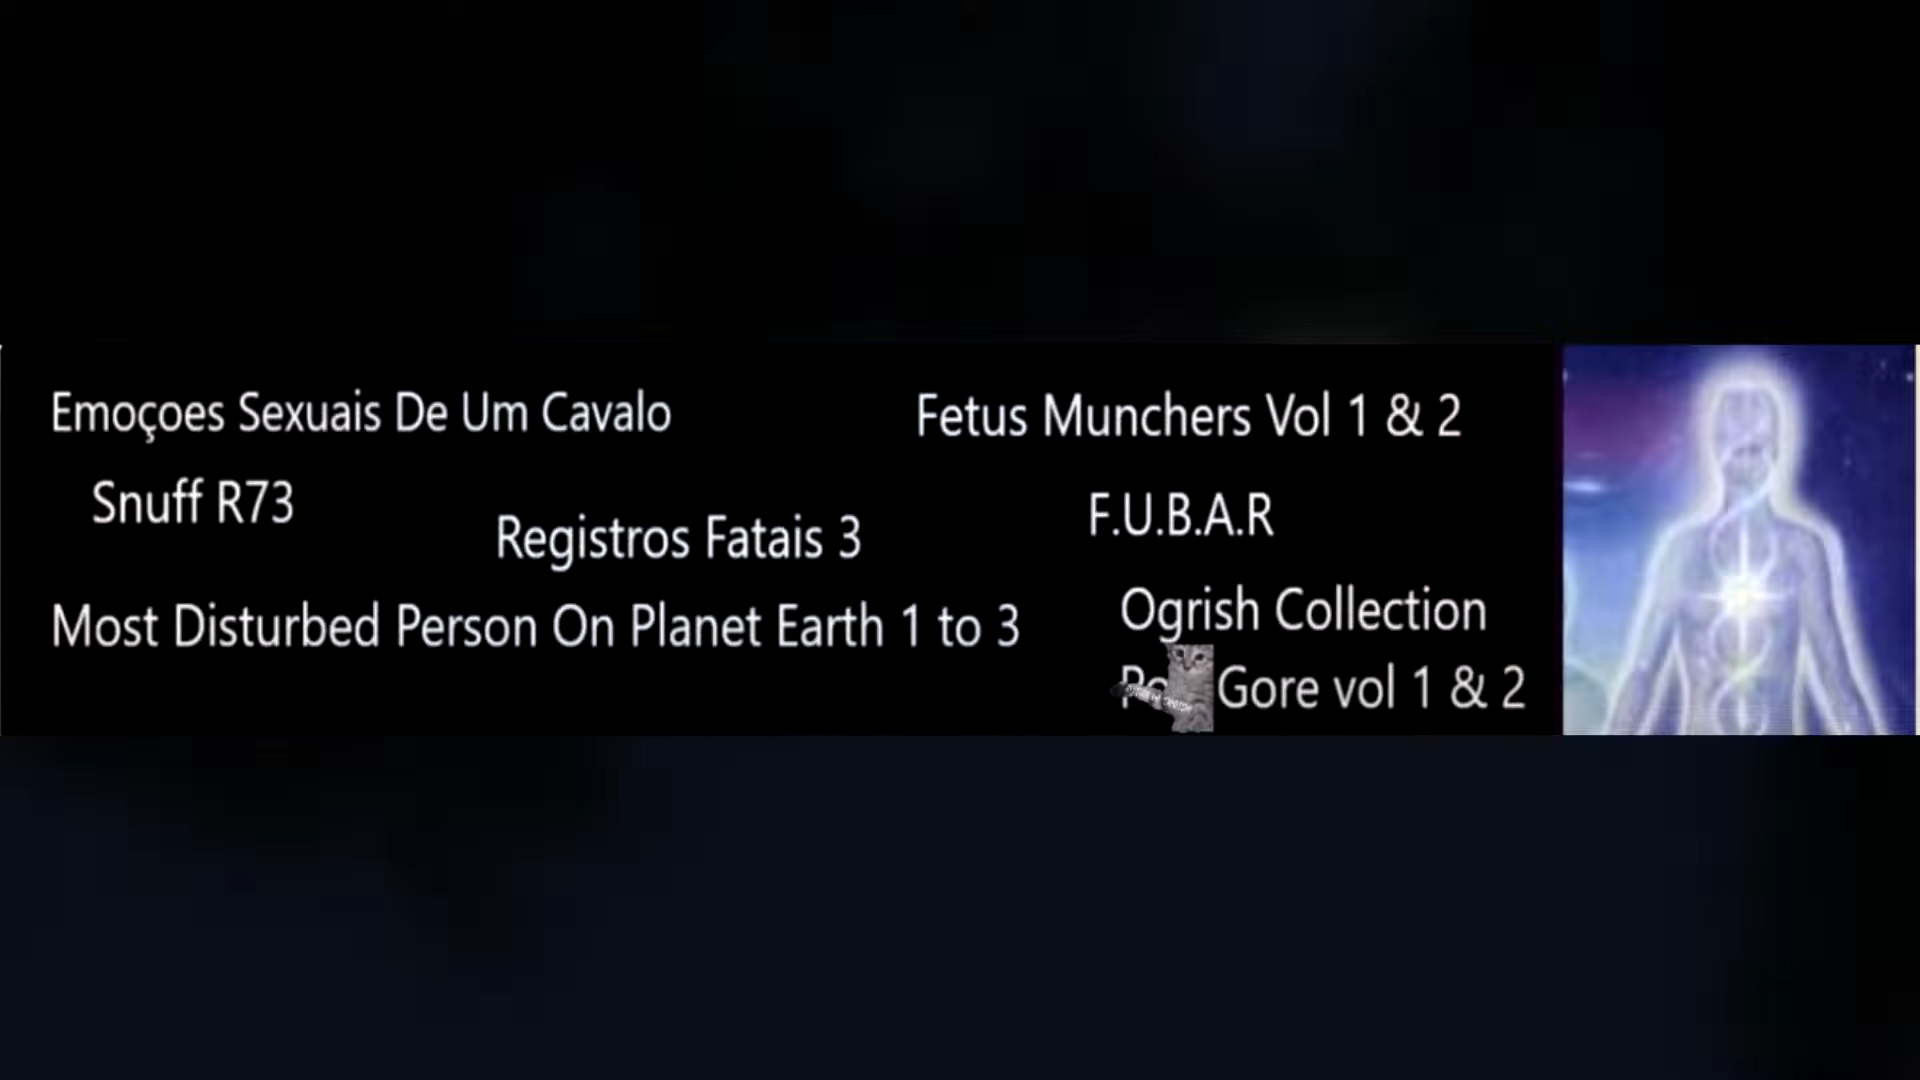 Emoçoes Sexuais De Um Cavalo
Fetus Munchers Vol 1 & 2
Snuff R73
F.U.B.A.R
Registros Fatais 3
Most Disturbed Person On Planet Earth 1 to 3
Ogrish Collection
Gore vol 1 & 2